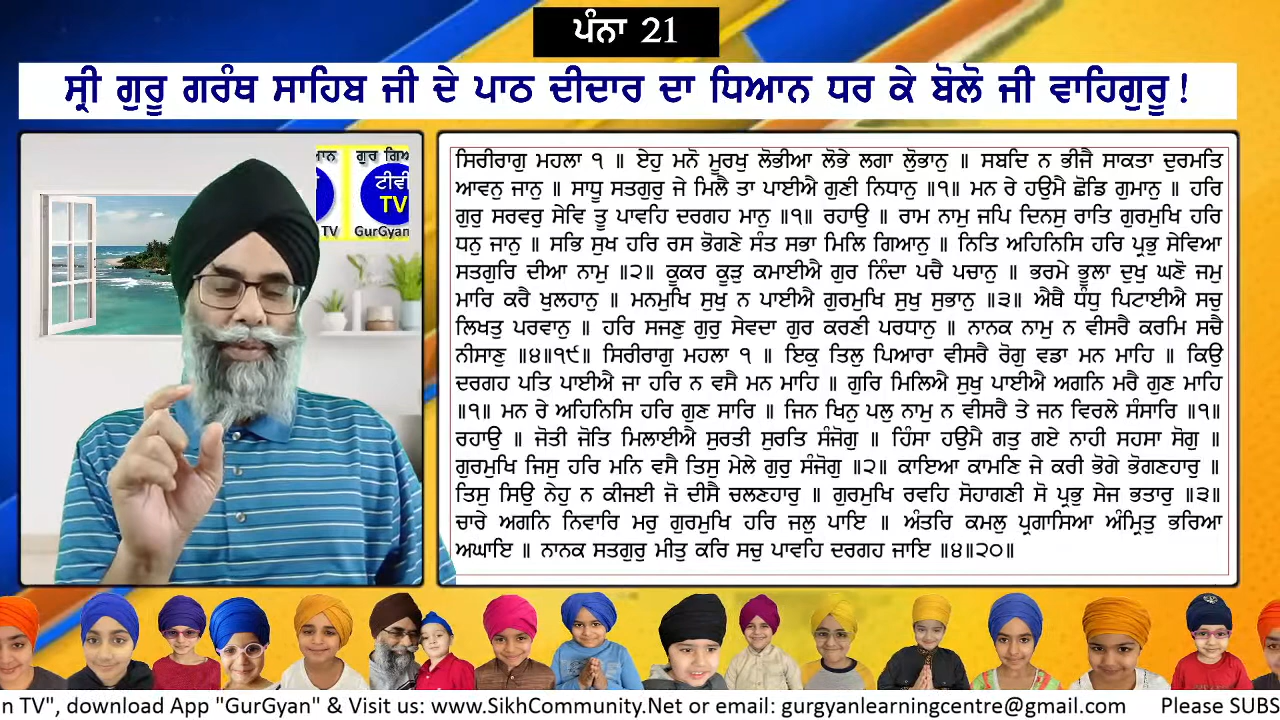 ਪੰਨਾ 21
ਸ੍ਰੀ ਗੁਰੂ ਗਰੰਥ ਸਾਹਿਬ ਜੀ ਦੇ ਪਾਠ ਦੀਦਾਰ ਦਾ ਧਿਆਨ ਧਰ ਕੇ ਬੋਲੋ ਜੀ ਵਾਹਿਗੁਰੂ!
ਗੁਰ ਗਿਆ
ਟੀਵੀ
TV
TV GurGyan
ਸਿਰੀਰਾਗੁ ਮਹਲਾ ੧ ॥ ਏਹੁ ਮਨੋ ਮੂਰਖੁ ਲੋਭੀਆ ਲੋਭੇ ਲਗਾ ਲੋੁਭਾਨੁ ॥ ਸਬਦਿ ਨ ਭੀਜੈ ਸਾਕਤਾ ਦੁਰਮਤਿ
ਆਵਨੁ ਜਾਨੁ ॥ ਸਾਧੂ ਸਤਗੁਰੁ ਜੇ ਮਿਲੈ ਤਾ ਪਾਈਐ ਗੁਣੀ ਨਿਧਾਨੁ ॥੧॥ ਮਨ ਰੇ ਹਉਮੈ ਛੋਡਿ ਗੁਮਾਨੁ ॥ ਹਰਿ
ਗੁਰੁ ਸਰਵਰੁ ਸੇਵਿ ਤੂ ਪਾਵਹਿ ਦਰਗਹ ਮਾਨੁ ॥੧॥ ਰਹਾਉ ॥ ਰਾਮ ਨਾਮੁ ਜਪਿ ਦਿਨਸੁ ਰਾਤਿ ਗੁਰਮੁਖਿ ਹਰਿ
ਧਨੁ ਜਾਨੁ ॥ ਸਭਿ ਸੁਖ ਹਰਿ ਰਸ ਭੋਗਣੇ ਸੰਤ ਸਭਾ ਮਿਲਿ ਗਿਆਨੁ ॥ ਨਿਤਿ ਅਹਿਨਿਸਿ ਹਰਿ ਪ੍ਰਭੁ ਸੇਵਿਆ
ਸਤਗੁਰਿ ਦੀਆ ਨਾਮੁ ॥੨॥ ਕੂਕਰ ਕੂੜੁ ਕਮਾਈਐ ਗੁਰ ਨਿੰਦਾ ਪਚੈ ਪਚਾਨੁ ॥ ਭਰਮੇ ਭੂਲਾ ਦੁਖੁ ਘਣੋ ਜਮੁ
ਮਾਰਿ ਕਰੈ ਖੁਲਹਾਨੁ ॥ ਮਨਮੁਖਿ ਸੁਖੁ ਨ ਪਾਈਐ ਗੁਰਮੁਖਿ ਸੁਖੁ ਸੁਭਾਨੁ ॥੩॥ ਐਥੈ ਧੰਧੁ ਪਿਟਾਈਐ ਸਚੁ
ਲਿਖਤੁ ਪਰਵਾਨੁ ॥ ਹਰਿ ਸਜਣੁ ਗੁਰੁ ਸੇਵਦਾ ਗੁਰ ਕਰਣੀ ਪਰਧਾਨੁ ॥ ਨਾਨਕ ਨਾਮੁ ਨ ਵੀਸਰੈ ਕਰਮਿ ਸਚੈ
ਨੀਸਾਣੁ ॥੪॥੧੯॥ ਸਿਰੀਰਾਗੁ ਮਹਲਾ ੧ ॥ ਇਕੁ ਤਿਲੁ ਪਿਆਰਾ ਵੀਸਰੈ ਰੋਗੁ ਵਡਾ ਮਨ ਮਾਹਿ ॥ ਕਿਉ
ਦਰਗਹ ਪਤਿ ਪਾਈਐ ਜਾ ਹਰਿ ਨ ਵਸੈ ਮਨ ਮਾਹਿ ॥ ਗੁਰਿ ਮਿਲਿਐ ਸੁਖੁ ਪਾਈਐ ਅਗਨਿ ਮਰੈ ਗੁਣ ਮਾਹਿ
॥੧॥ ਮਨ ਰੇ ਅਹਿਨਿਸਿ ਹਰਿ ਗੁਣ ਸਾਰਿ ॥ ਜਿਨ ਖਿਨੁ ਪਲੁ ਨਾਮੁ ਨ ਵੀਸਰੈ ਤੇ ਜਨ ਵਿਰਲੇ ਸੰਸਾਰਿ ॥੧॥
ਰਹਾਉ ॥ ਜੋਤੀ ਜੋਤਿ ਮਿਲਾਈਐ ਸੁਰਤੀ ਸੁਰਤਿ ਸੰਜੋਗੁ ॥ ਹਿੰਸਾ ਹਉਮੈ ਗਤੁ ਗਏ ਨਾਹੀ ਸਹਸਾ ਸੋਗੁ ॥
ਗੁਰਮੁਖਿ ਜਿਸੁ ਹਰਿ ਮਨਿ ਵਸੈ ਤਿਸੁ ਮੇਲੇ ਗੁਰੁ ਸੰਜੋਗੁ ॥੨॥ ਕਾਇਆ ਕਾਮਣਿ ਜੇ ਕਰੀ ਭੋਗੇ ਭੋਗਣਹਾਰੁ ॥
ਤਿਸੁ ਸਿਉ ਨੇਹੁ ਨ ਕੀਜਈ ਜੋ ਦੀਸੈ ਚਲਣਹਾਰੁ ॥ ਗੁਰਮੁਖਿ ਰਵਹਿ ਸੋਹਾਗਣੀ ਸੋ ਪ੍ਰਭੁ ਸੇਜ ਭਤਾਰੁ ॥੩॥
ਚਾਰੇ ਅਗਨਿ ਨਿਵਾਰਿ ਮਰੁ ਗੁਰਮੁਖਿ ਹਰਿ ਜਲੁ ਪਾਇ ॥ ਅੰਤਰਿ ਕਮਲੁ ਪ੍ਰਗਾਸਿਆ ਅੰਮ੍ਰਿਤੁ ਭਰਿਆ
ਅਘਾਇ ॥ ਨਾਨਕ ਸਤਗੁਰੁ ਮੀਤੁ ਕਰਿ ਸਚੁ ਪਾਵਹਿ ਦਰਗਹ ਜਾਇ ॥੪॥੨੦॥
n TV", download App "GurGyan" & Visit us: www.SikhCommunity.Net or email: gurgyanlearningcentre@gmail.com Please SUBS